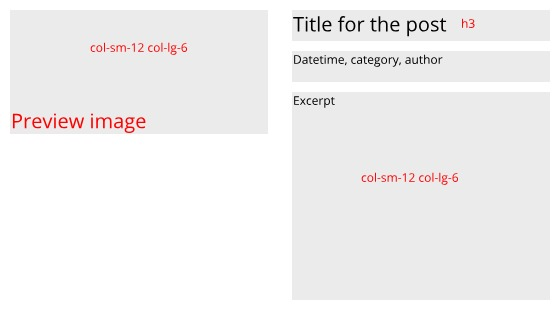 col-sm-12 col-lg-6
Preview image
Title for the post h3
Datetime, category, author
Excerpt
col-sm-12 col-lg-6